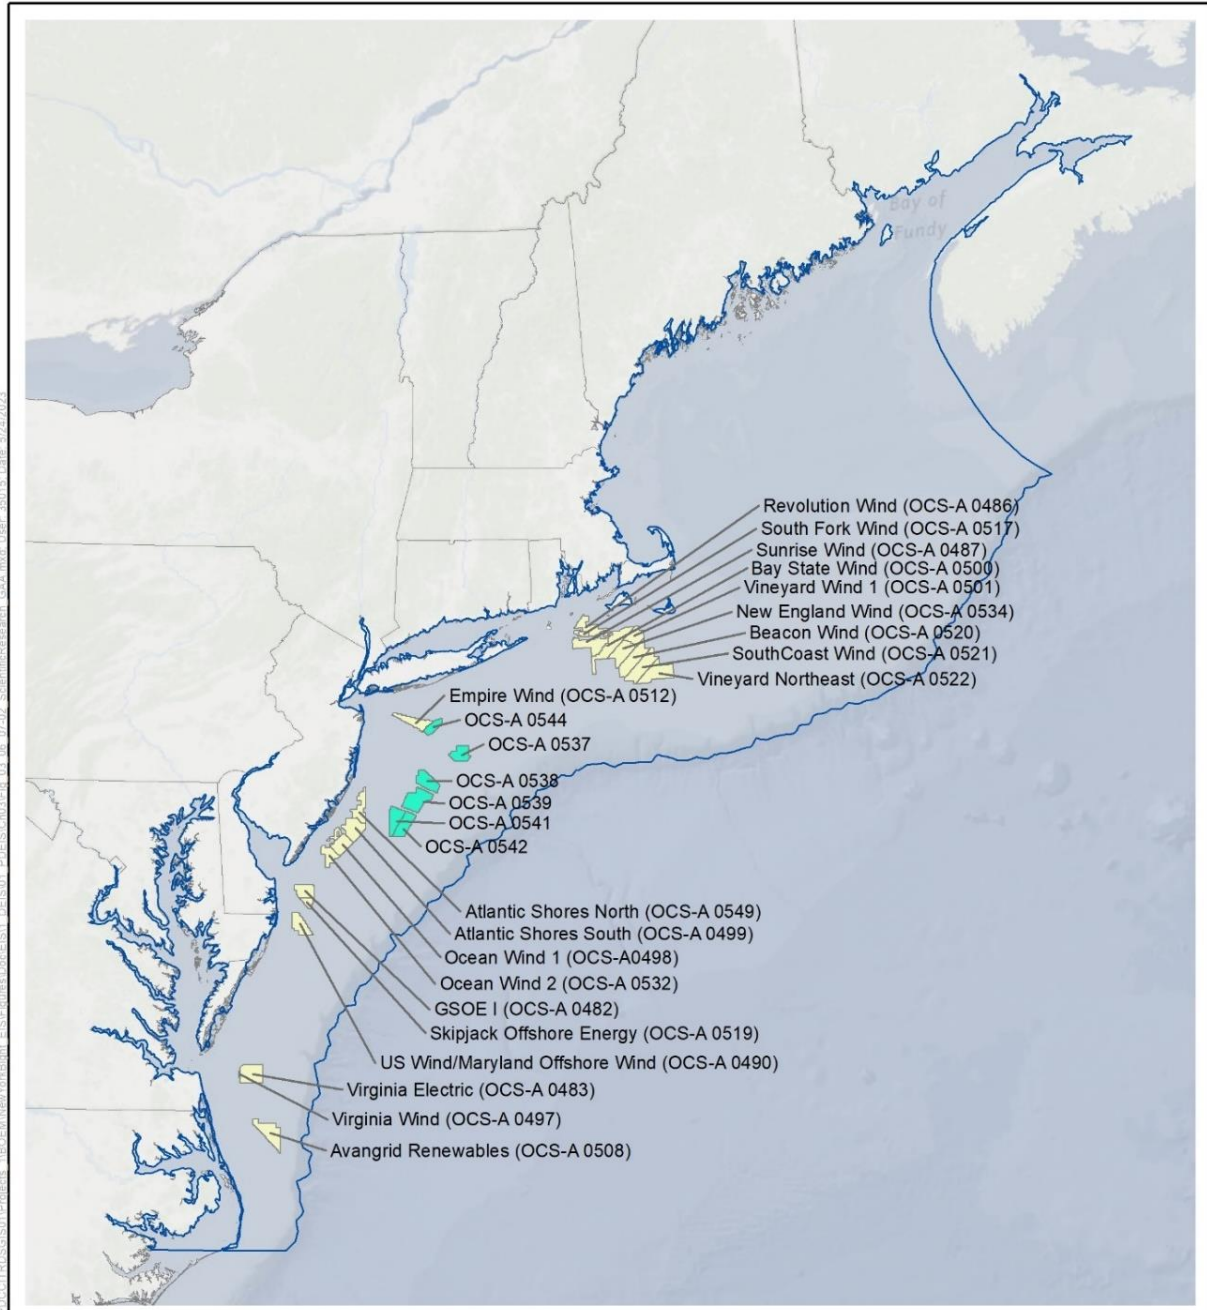 Bay of
Fundy
Revolution Wind (OCS-A 0486)
South Fork Wind (OCS-A 0517)
Sunrise Wind (OCS-A 0487)
Bay State Wind (OCS-A 0500)
Vineyard Wind 1 (OCS-A 0501)
New England Wind (OCS-A 0534)
Beacon Wind (OCS-A 0520)
SouthCoast Wind (OCS-A 0521)
Vineyard Northeast (OCS-A 0522)
Empire Wind (OCS-A 0512)
OCS-A 0544
OCS-A 0537
OCS-A 0538
OCS-A 0539
OCS-A 0541
OCS-A 0542
Atlantic Shores North (OCS-A 0549)
Atlantic Shores South (OCS-A 0499)
Ocean Wind 1 (OCS-A0498)
Ocean Wind 2 (OCS-A 0532)
GSOE I (OCS-A 0482)
Skipjack Offshore Energy (OCS-A 0519)
US Wind/Maryland Offshore Wind (OCS-A 0490)
Virginia Electric (OCS-A 0483)
Virginia Wind (OCS-A 0497)
Avangrid Renewables (OCS-A 0508)